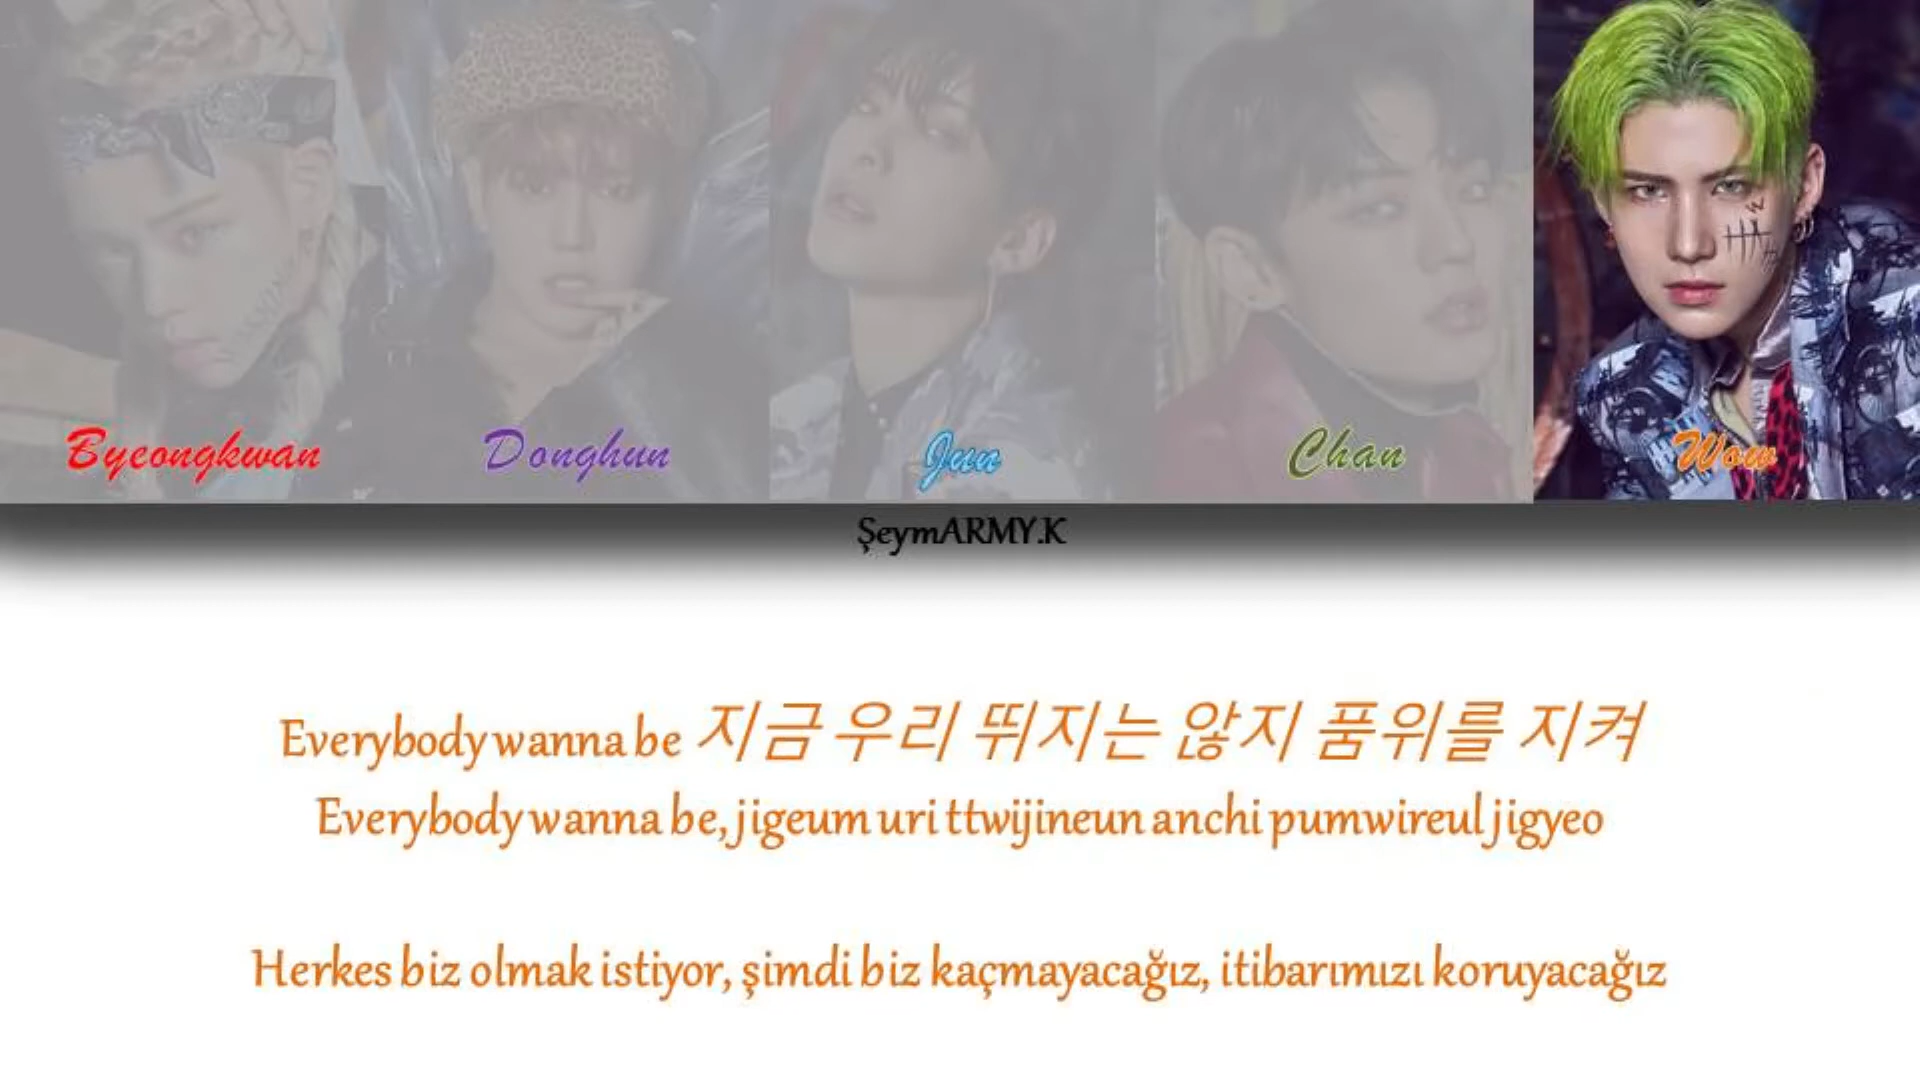 Byeongkwan Donghun Jun Chan Wow
ŞeymARMY.K
Everybody wanna be 지금 우리 뛰지는 않지 품위를 지켜
Everybody wanna be, jigeum uri ttwijineun anchi pumwireul jigyeo
Herkes biz olmak istiyor, şimdi biz kaçmayacağız, itibarımızı koruyacağız